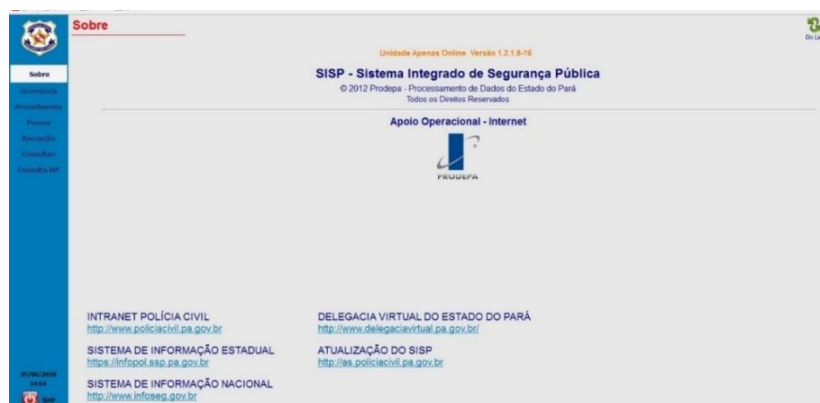 Sobre
On Li
Unidade Apenas Online Versão 1.2.1.8-16
SISP - Sistema Integrado de Segurança Pública
© 2012 Prodepa - Processamento de Dados do Estado do Pará
Todos os Direitos Reservados
Apoio Operacional - Internet
PRODEPA
Sobre
Ocorrência
Procedimento
Pessoa
Recepção
Consultas
INTRANET POLÍCIA CIVIL
http://www.policiacivil.pa.gov.br
DELEGACIA VIRTUAL DO ESTADO DO PARÁ
http://www.delegaciavirtual.pa.gov.br/
SISTEMA DE INFORMAÇÃO ESTADUAL
https://infopol.ssp.pa.gov.br
ATUALIZAÇÃO DO SISP
http://as.policiacivil.pa.gov.br
SISTEMA DE INFORMAÇÃO NACIONAL
http://www.infoseg.gov.br
Sair